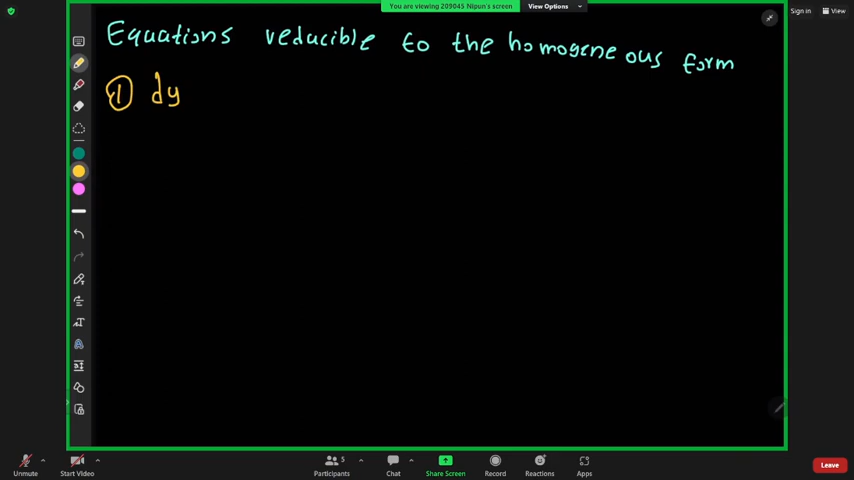 You are viewing 209045 Nipun's screen
View Options
Sign in
View
Equations reducible to the homogeneous form
① dy
Unmute
Start Video
5
Participants
Chat
Share Screen
Record
Reactions
Apps
Leave